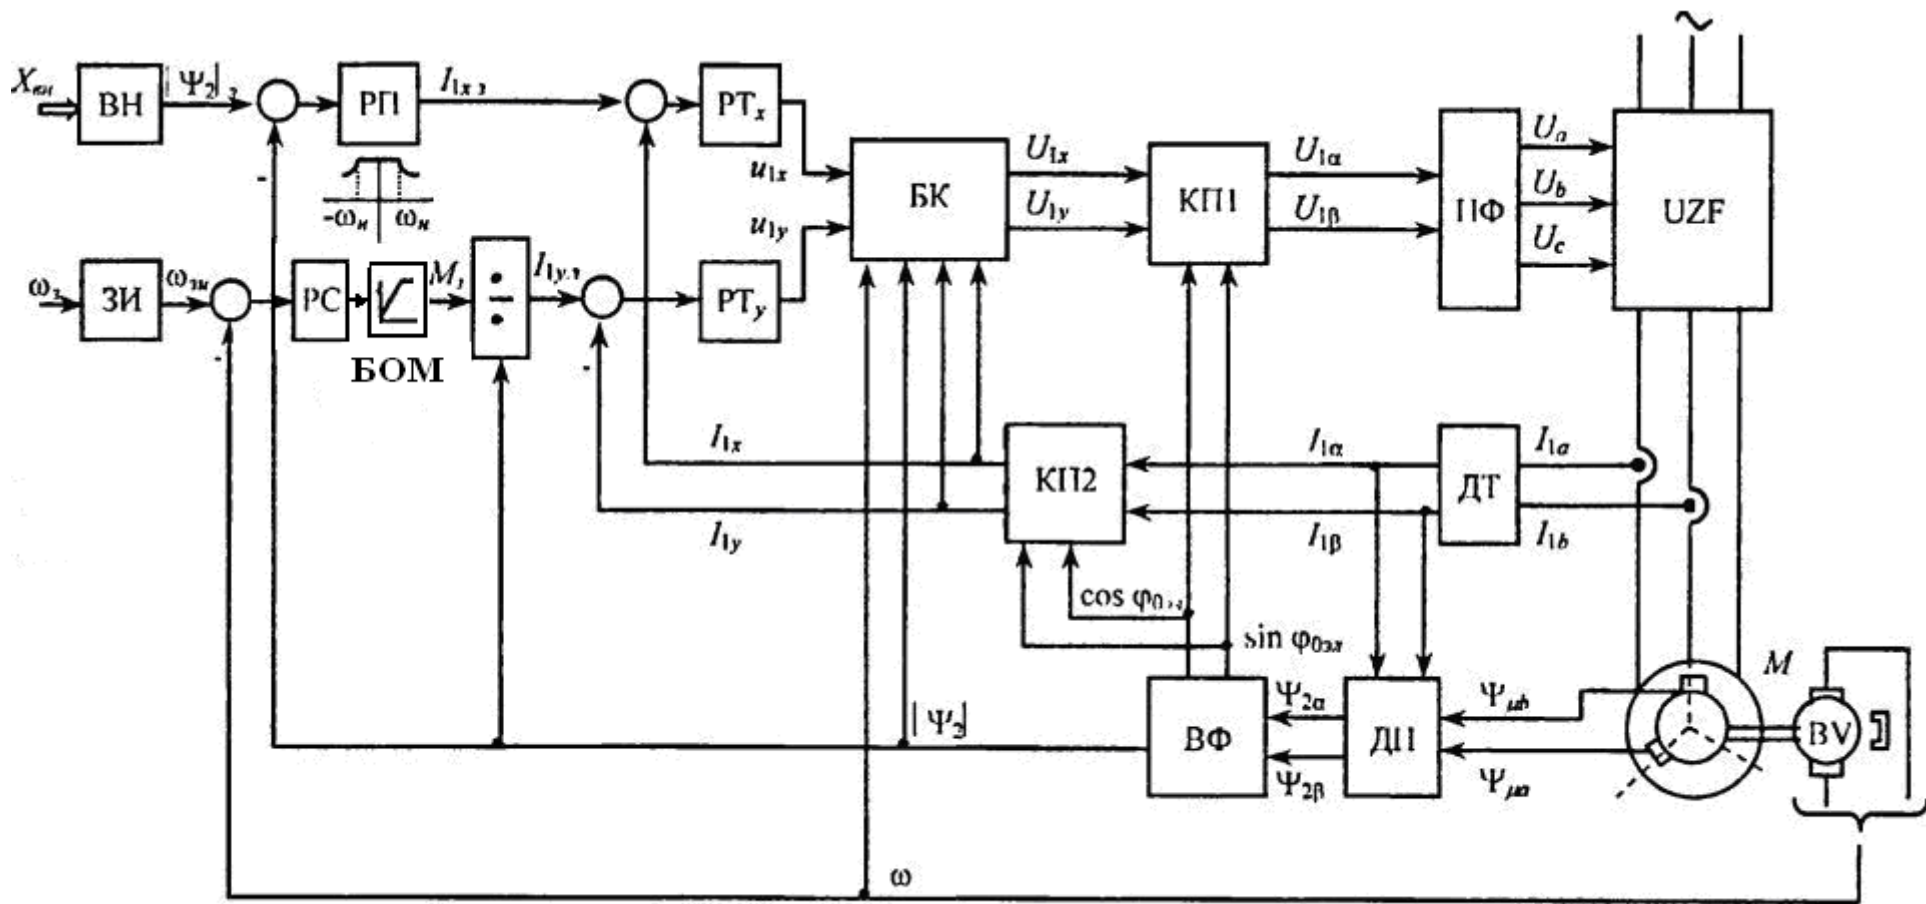 ~
X вн
ВН
|Ψ2| з
РП
I1x з
РТx
u1x
БК
U1x
КП1
U1α
ПФ
Ua
UZF
-
-ωн
ωн
u1y
U1y
U1β
Ub
Uc
ωз
ЗИ
ωзи
РС
Mз
÷
I1y.з
РТy
-
БОМ
-
I1x
КП2
I1α
ДТ
I1a
I1y
I1β
I1b
cos φ0эл
sin φ0эл
M
|Ψ2|
ВФ
Ψ2α
ДП
Ψμb
BV
Ψ2β
Ψμa
ω